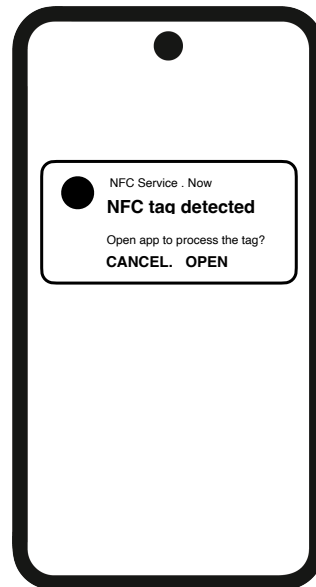 NFC Service . Now
NFC tag detected
Open app to process the tag?
CANCEL. OPEN